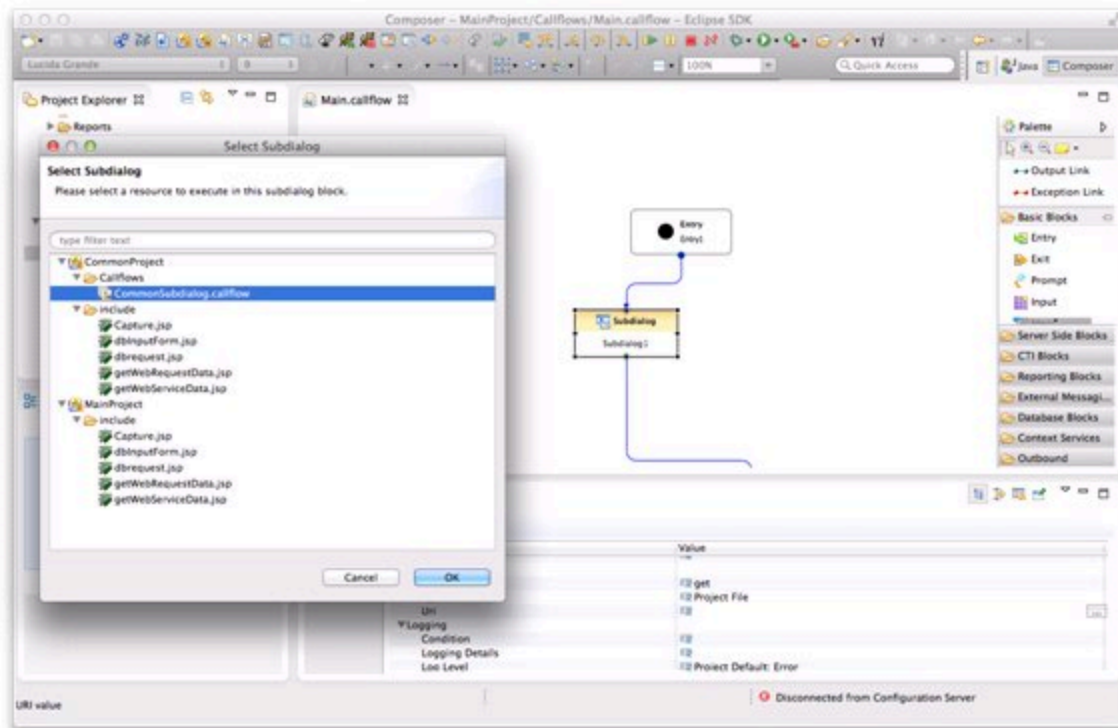 Composer - MainProject/Callflows/Main.callflow - Eclipse SDK
Lucida Grande 9 100% Quick Access Java Composer
Project Explorer Main.callflow
Reports
Palette
Output Link
Exception Link
Basic Blocks
Entry
Exit
Prompt
Input
Server Side Blocks
CTI Blocks
Reporting Blocks
External Messagi...
Database Blocks
Context Services
Outbound
Select Subdialog
Select Subdialog
Please select a resource to execute in this subdialog block.
type filter text
CommonProject
Callflows
CommonSubdialog.callflow
include
Capture.jsp
dbInputForm.jsp
dbrequest.jsp
getWebRequestData.jsp
getWebServiceData.jsp
MainProject
include
Capture.jsp
dbInputForm.jsp
dbrequest.jsp
getWebRequestData.jsp
getWebServiceData.jsp
Cancel OK
Entry
Entry1
Subdialog
Subdialog1
Value
get
Project File
Uri
Logging
Condition
Logging Details
Log Level Project Default: Error
URI value Disconnected from Configuration Server